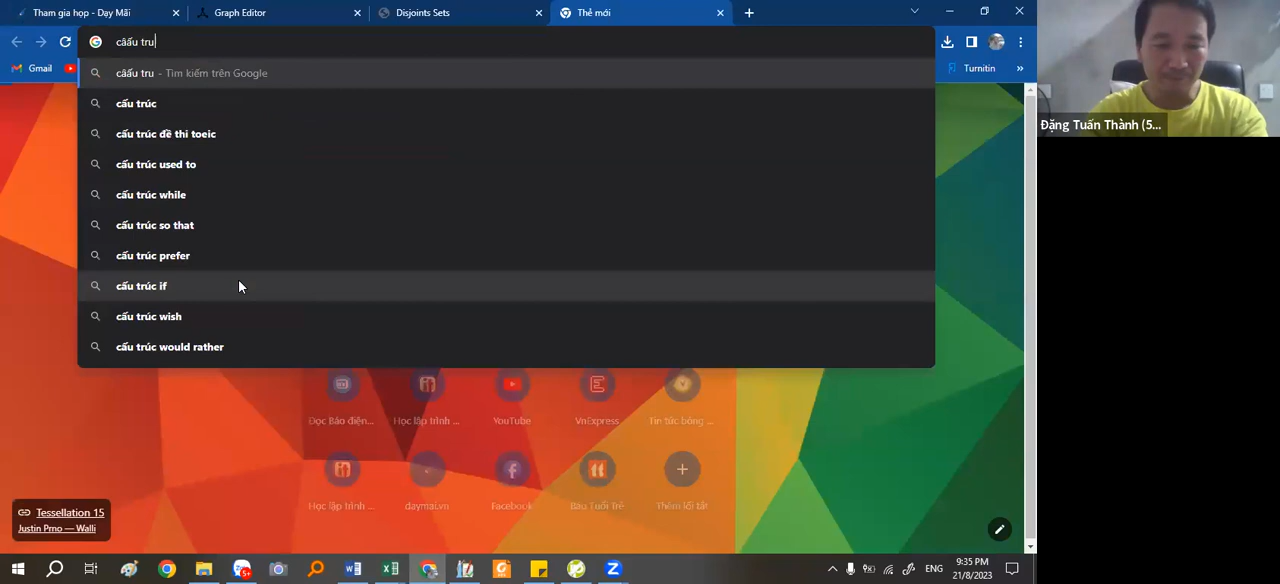 Tham gia họp - Dạy Mãi
Graph Editor
Disjoints Sets
Thẻ mới
câấu tru
Gmail
Turnitin
câấu tru - Tìm kiếm trên Google
cấu trúc
cấu trúc đề thi toeic
cấu trúc used to
cấu trúc while
cấu trúc so that
cấu trúc prefer
cấu trúc if
cấu trúc wish
cấu trúc would rather
Đọc Báo điện...
Học lập trình ...
YouTube
VnExpress
Tin tức bóng ...
Học lập trình ...
daymai.vn
Facebook
Báo Tuổi Trẻ
Thêm lối tắt
Tessellation 15
Justin Prno — Walli
Đặng Tuấn Thành (5...
5+
ENG
9:35 PM
21/8/2023